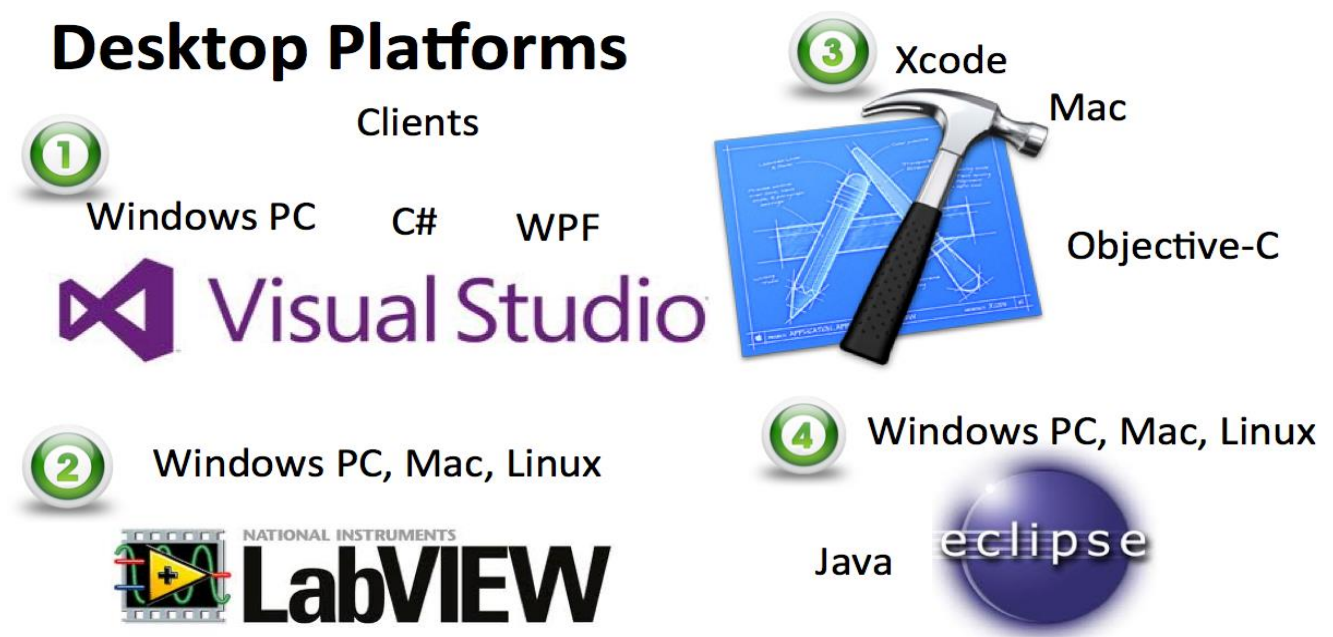 Desktop Platforms
Clients
1
Windows PC C# WPF
Visual Studio
2
Windows PC, Mac, Linux
NATIONAL INSTRUMENTS
LabVIEW
3
Xcode
Mac
Objective-C
4
Windows PC, Mac, Linux
Java
eclipse